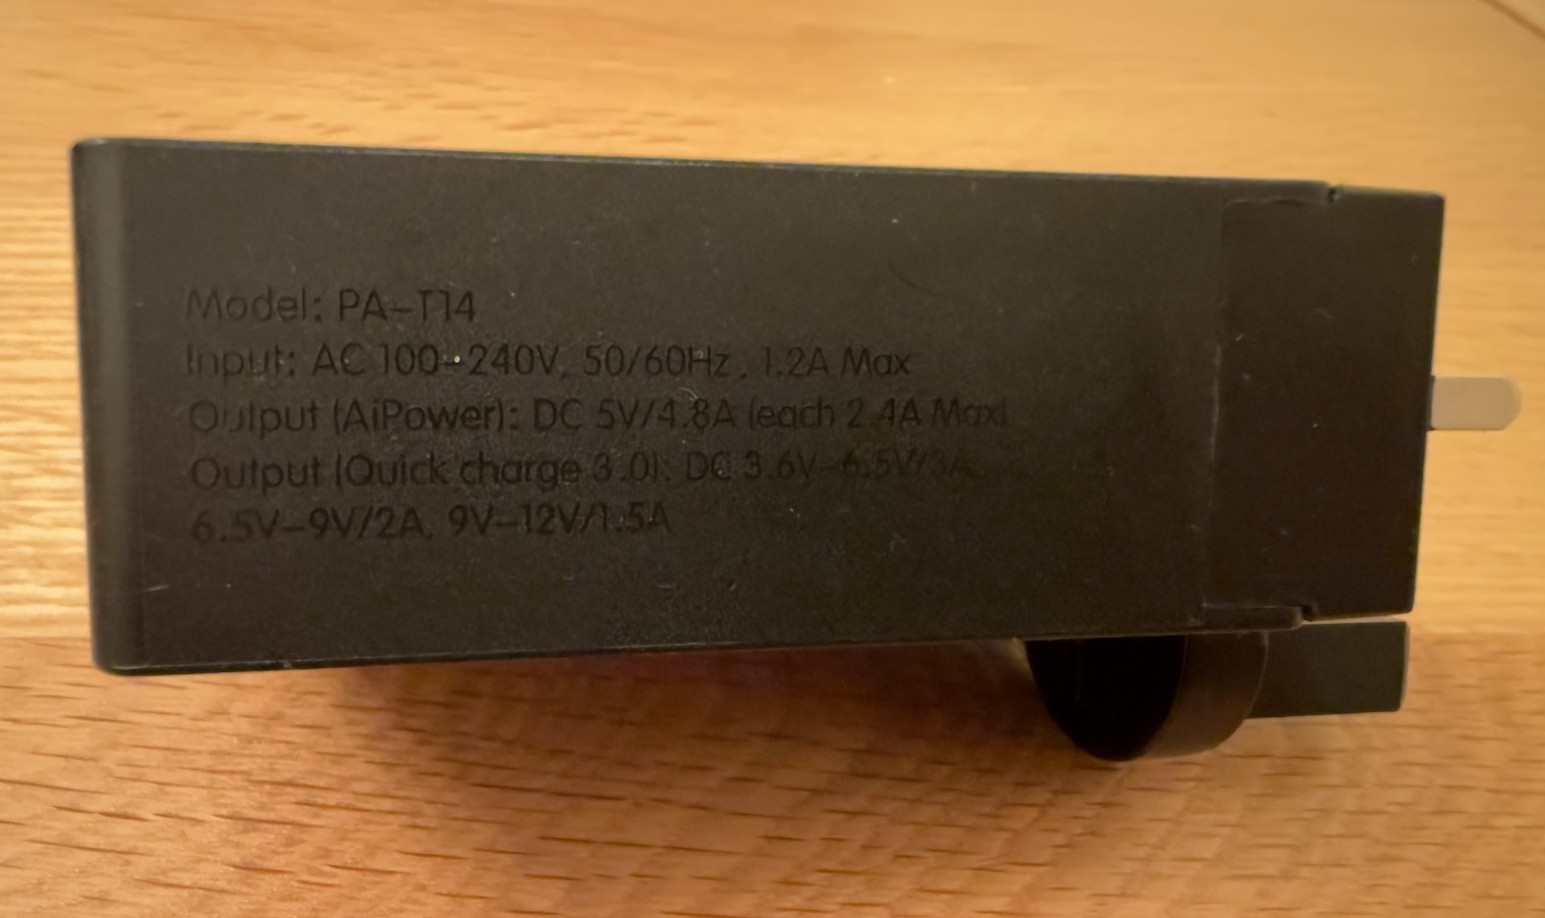 Model: PA-T14
Input: AC 100-240V, 50/60Hz , 1.2A Max
Output (AiPower): DC 5V/4.8A (each 2.4A Max)
Output (Quick charge 3.0): DC 3.6V-6.5V/3A,
6.5V-9V/2A, 9V-12V/1.5A